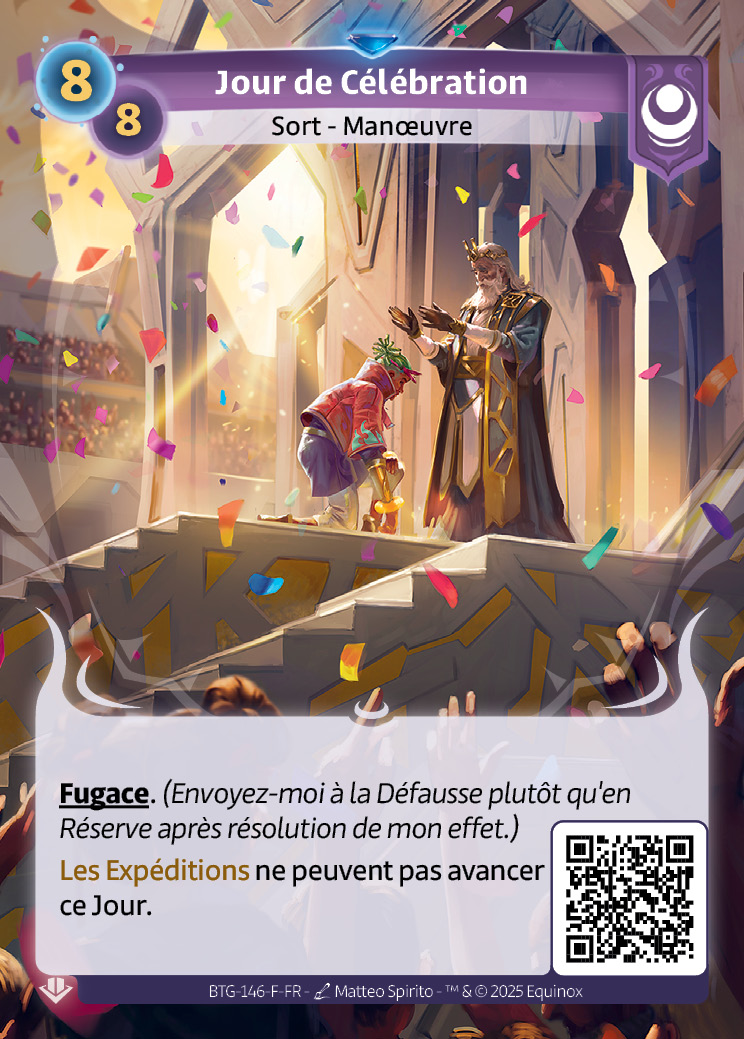 8
Jour de Célébration
8
Sort - Manœuvre
Fugace. (Envoyez-moi à la Défausse plutôt qu'en
Réserve après résolution de mon effet.)
Les Expéditions ne peuvent pas avancer
ce Jour.
BTG-146-F-FR - Matteo Spirito - ™ & © 2025 Equinox